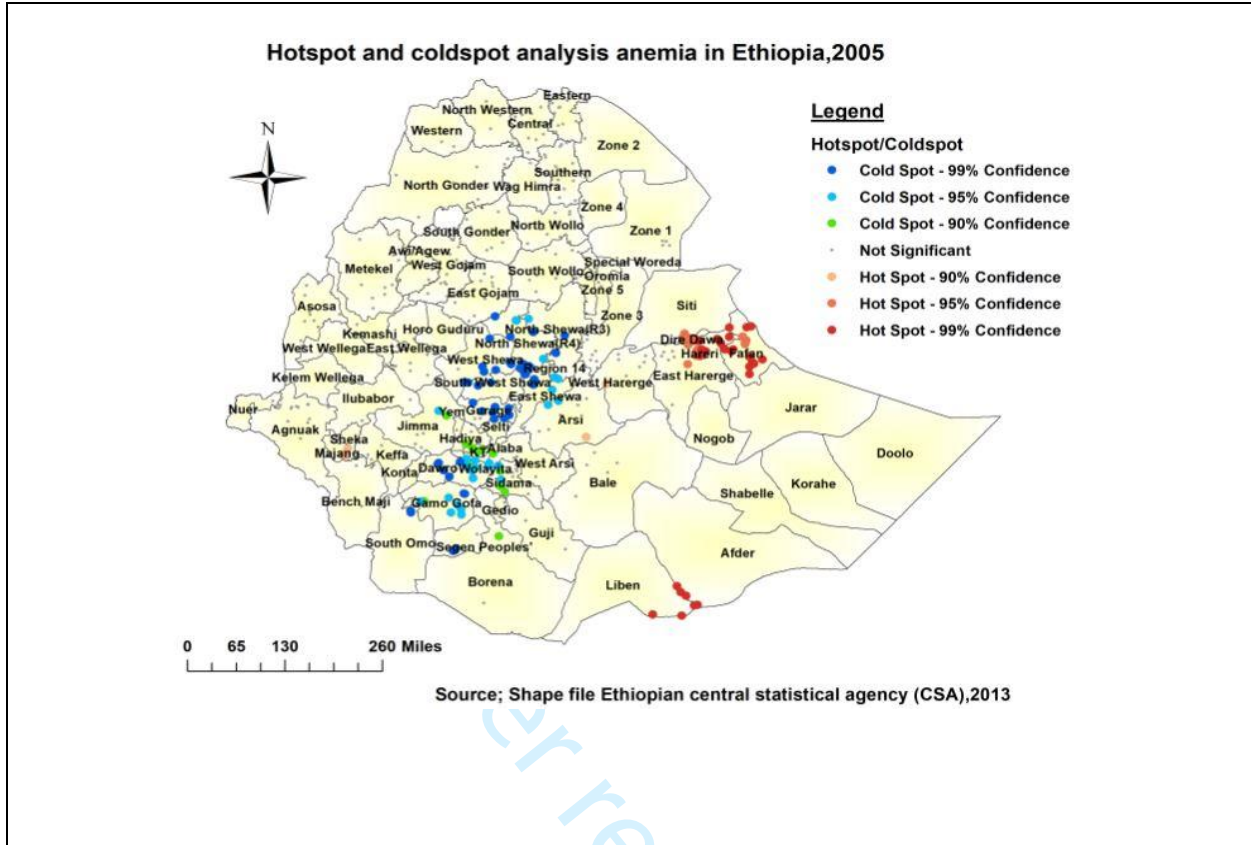 Hotspot and coldspot analysis anemia in Ethiopia,2005
N
Legend
Hotspot/Coldspot
Cold Spot - 99% Confidence
Cold Spot - 95% Confidence
Cold Spot - 90% Confidence
Not Significant
Hot Spot - 90% Confidence
Hot Spot - 95% Confidence
Hot Spot - 99% Confidence
Eastern
North Western
Central
Western
Zone 2
Southern
North Gonder
Wag Himra
Zone 4
South Gonder
North Wollo
Zone 1
Awi/Agew
West Gojam
Metekel
South Wollo
Special Woreda
Oromia
Zone 5
East Gojam
Asosa
Siti
Zone 3
Kemashi
Horo Guduru
North Shewa(R3)
North Shewa(R4)
Dire Dawa
Hareri
Fafan
West Wellega
East Wellega
West Shewa
Region 14
Kelem Wellega
South West Shewa
West Harerge
East Harerge
Ilubabor
East Shewa
Nuer
Yem
Gurage
Jarar
Agnuak
Jimma
Selti
Arsi
Sheka
Hadiya
Nogob
Majang
Keffa
KT
Alaba
Doolo
Konta
Dawro
Wolayita
West Arsi
Bale
Korahe
Sidama
Shabelle
Bench Maji
Gamo Gofa
Gedio
Guji
South Omo
Segen Peoples'
Afder
Borena
Liben
0 65 130 260 Miles
Source; Shape file Ethiopian central statistical agency (CSA),2013
er re